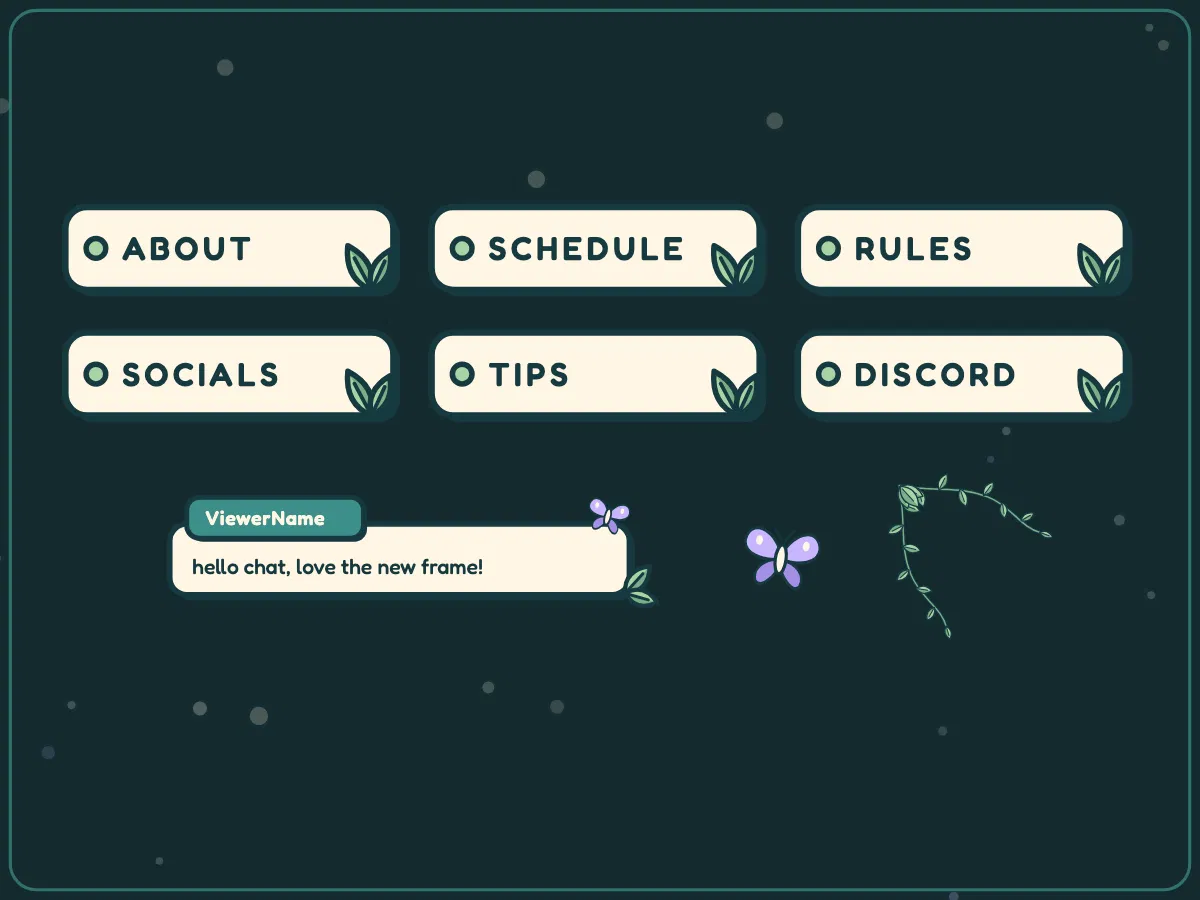 ABOUT
SCHEDULE
RULES
SOCIALS
TIPS
DISCORD
ViewerName
hello chat, love the new frame!